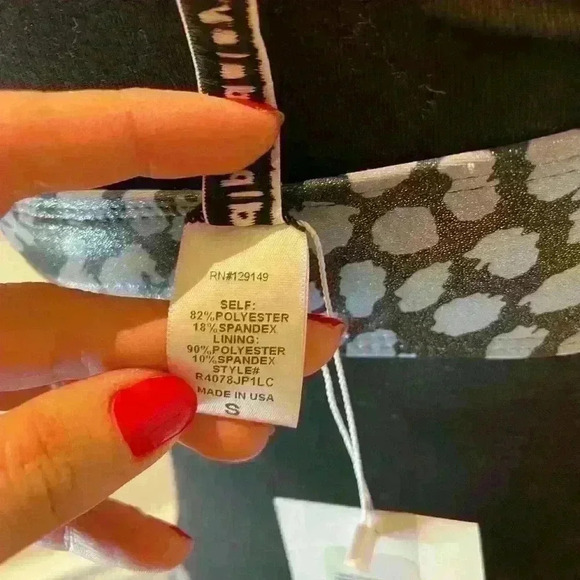 RN#129149
SELF:
82%POLYESTER
18%SPANDEX
LINING:
90%POLYESTER
10%SPANDEX
STYLE#
R4078JP1LC
MADE IN USA
S